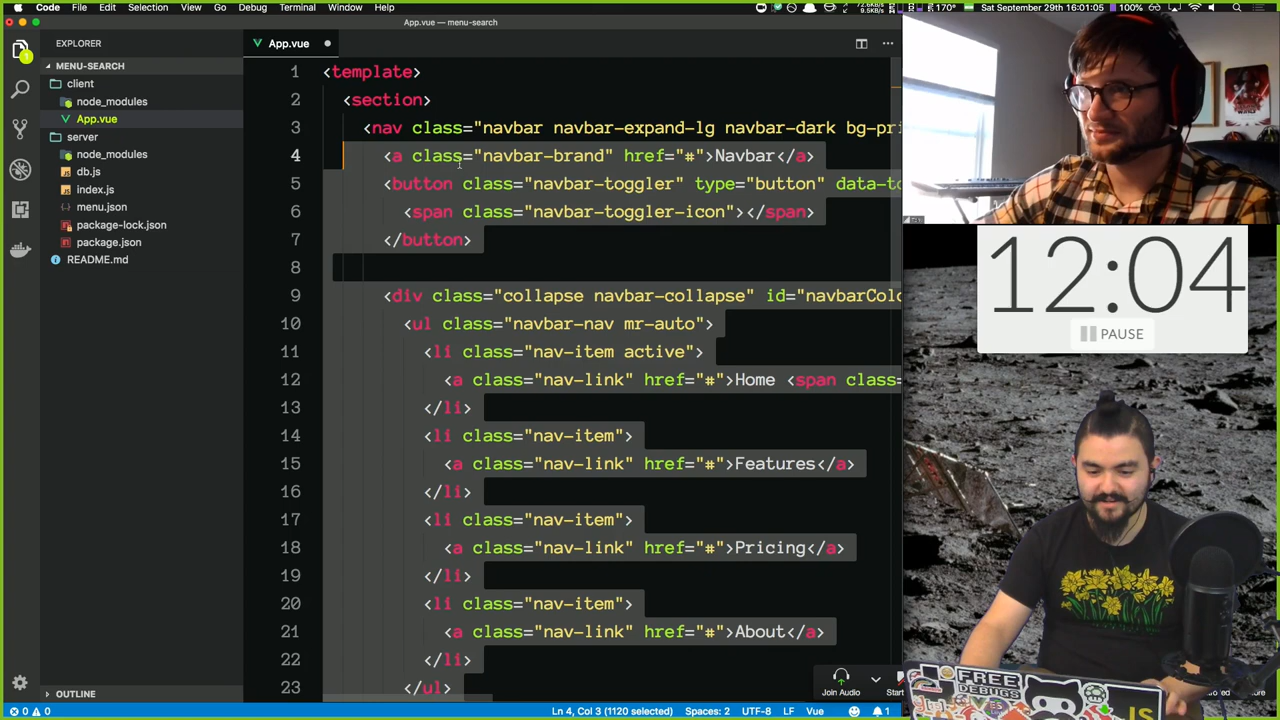 Code File Edit Selection View Go Debug Terminal Window Help
170° Sat September 29th 16:01:05 100%
App.vue — menu-search
EXPLORER
MENU-SEARCH
client
node_modules
App.vue
server
node_modules
db.js
index.js
menu.json
package-lock.json
package.json
README.md
OUTLINE
App.vue
1 <template>
2 <section>
3 <nav class="navbar navbar-expand-lg navbar-dark bg-pri
4 <a class="navbar-brand" href="#">Navbar</a>
5 <button class="navbar-toggler" type="button" data-to
6 <span class="navbar-toggler-icon"></span>
7 </button>
8
9 <div class="collapse navbar-collapse" id="navbarColo
10 <ul class="navbar-nav mr-auto">
11 <li class="nav-item active">
12 <a class="nav-link" href="#">Home <span class=
13 </li>
14 <li class="nav-item">
15 <a class="nav-link" href="#">Features</a>
16 </li>
17 <li class="nav-item">
18 <a class="nav-link" href="#">Pricing</a>
19 </li>
20 <li class="nav-item">
21 <a class="nav-link" href="#">About</a>
22 </li>
23 </ul>
12:04
PAUSE
Join Audio
Start
FREE
DEBUGS
JS
0 0
Ln 4, Col 3 (1120 selected) Spaces: 2 UTF-8 LF Vue 1